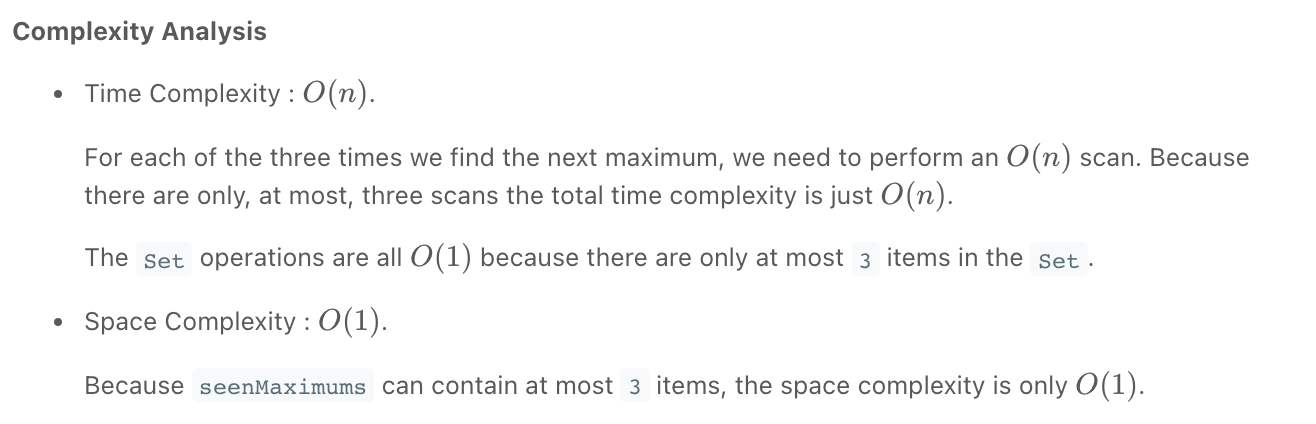 Complexity Analysis
• Time Complexity : O(n).
For each of the three times we find the next maximum, we need to perform an O(n) scan. Because
there are only, at most, three scans the total time complexity is just O(n).
The Set operations are all O(1) because there are only at most 3 items in the Set.
• Space Complexity : O(1).
Because seenMaximums can contain at most 3 items, the space complexity is only O(1).